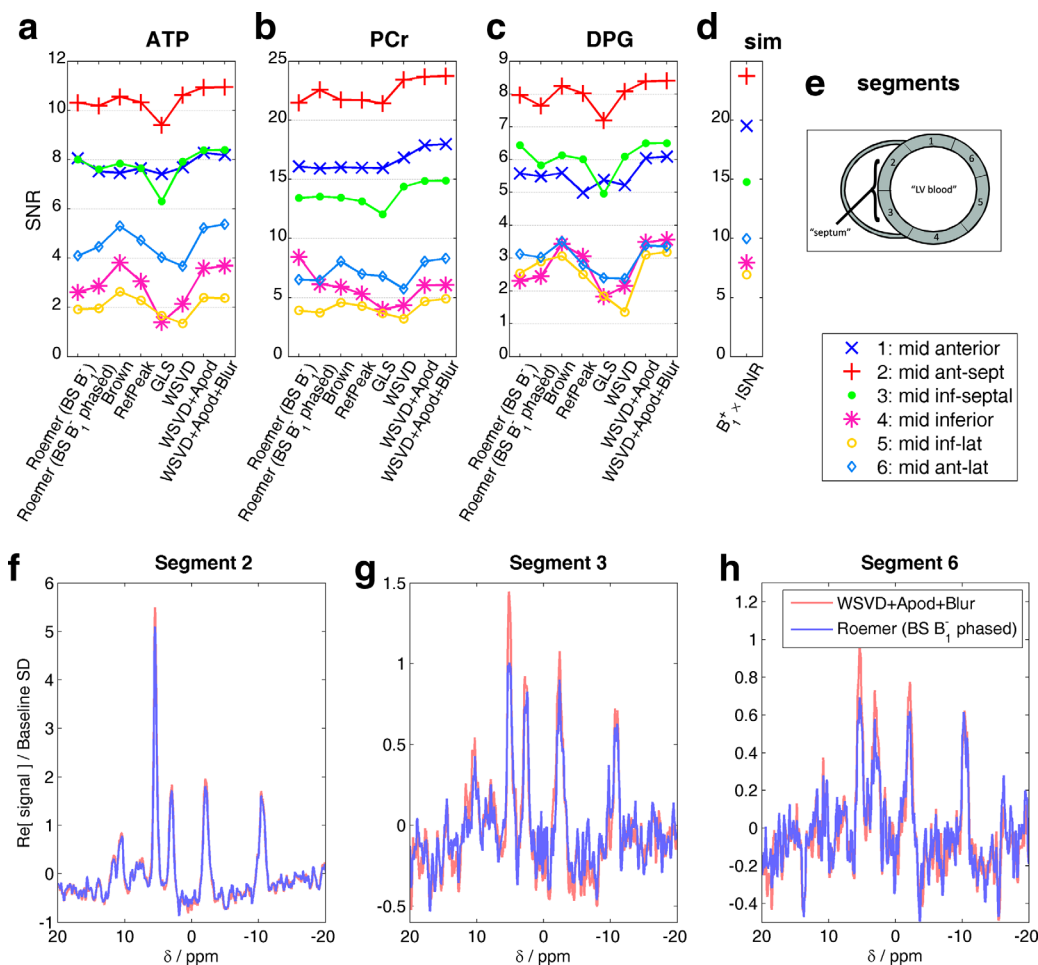 a
ATP
b
PCr
c
DPG
d
sim
e
segments
SNR
12
10
8
6
4
2
0
25
20
15
10
5
0
9
8
7
6
5
4
3
2
1
0
25
20
15
10
5
0
Roemer (BS B1-)
Roemer (BS B1- phased)
Brown
RefPeak
GLS
WSVD
WSVD+Apod
WSVD+Apod+Blur
Roemer (BS B1-)
Roemer (BS B1- phased)
Brown
RefPeak
GLS
WSVD
WSVD+Apod
WSVD+Apod+Blur
Roemer (BS B1-)
Roemer (BS B1- phased)
Brown
RefPeak
GLS
WSVD
WSVD+Apod
WSVD+Apod+Blur
B1+ × ISNR
1
2
3
4
5
6
"LV blood"
"septum"
1: mid anterior
2: mid ant-sept
3: mid inf-septal
4: mid inferior
5: mid inf-lat
6: mid ant-lat
f
Segment 2
g
Segment 3
h
Segment 6
Re[ signal ] / Baseline SD
6
5
4
3
2
1
0
-1
20
10
0
-10
-20
δ / ppm
1.5
1
0.5
0
-0.5
20
10
0
-10
-20
δ / ppm
WSVD+Apod+Blur
Roemer (BS B1- phased)
1.2
1
0.8
0.6
0.4
0.2
0
-0.2
-0.4
20
10
0
-10
-20
δ / ppm